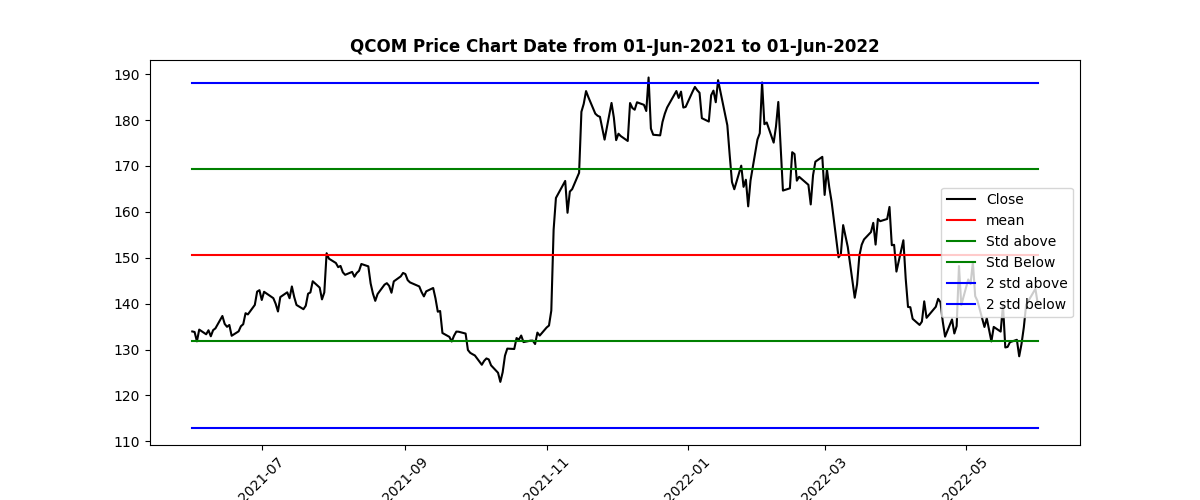 QCOM Price Chart Date from 01-Jun-2021 to 01-Jun-2022
190
180
170
160
150
140
130
120
110
Close
mean
Std above
Std Below
2 std above
2 std below
2021-07
2021-09
2021-11
2022-01
2022-03
2022-05